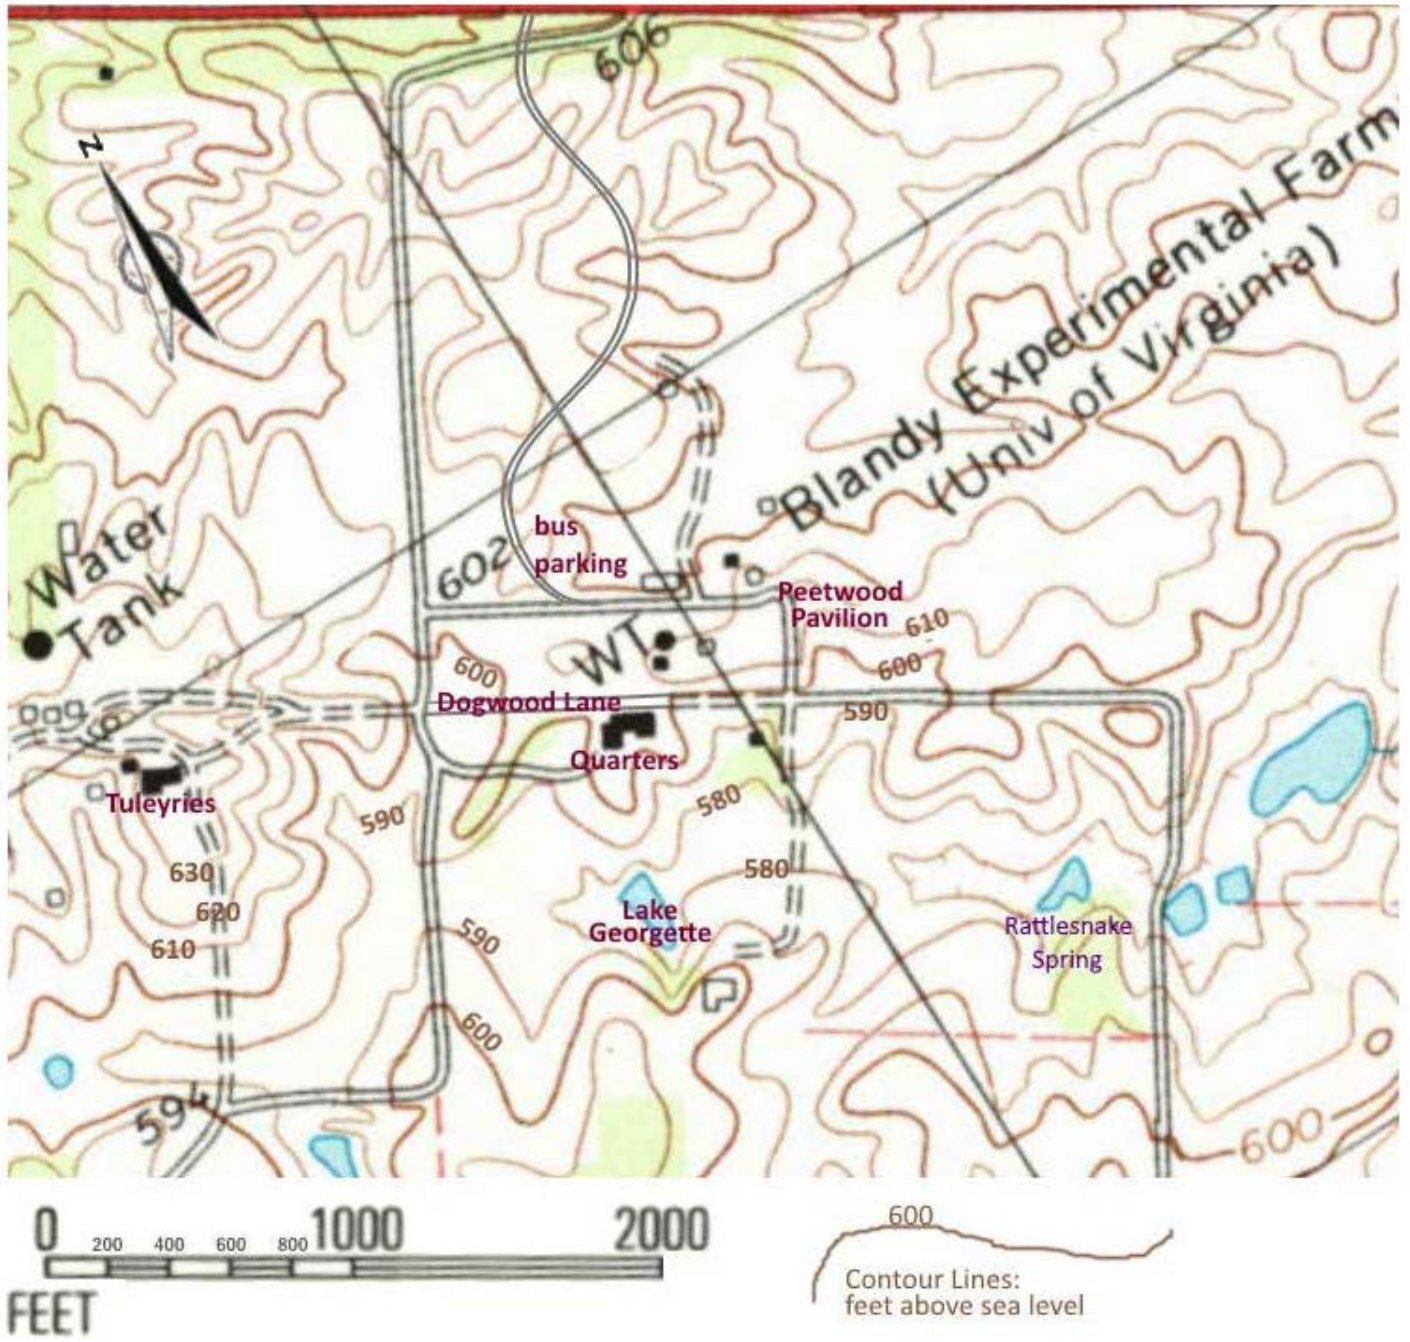 606
N
Blandy Experimental Farm
(Univ of Virginia)
Water
Tank
602
bus
parking
Peetwood
Pavilion
610
WT
600
600
Dogwood Lane
590
Quarters
Tuleyries
580
590
630
580
620
Lake
Georgette
590
Rattlesnake
Spring
610
600
594
600
0 200 400 600 800 1000 2000
FEET
600
Contour Lines:
feet above sea level